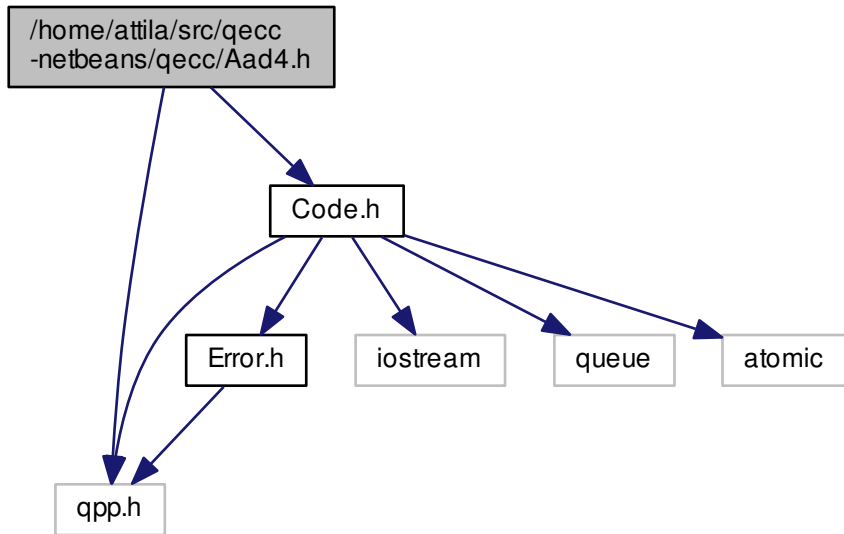 /home/attila/src/qecc
-netbeans/qecc/Aad4.h
Code.h
Error.h
iostream
queue
atomic
qpp.h